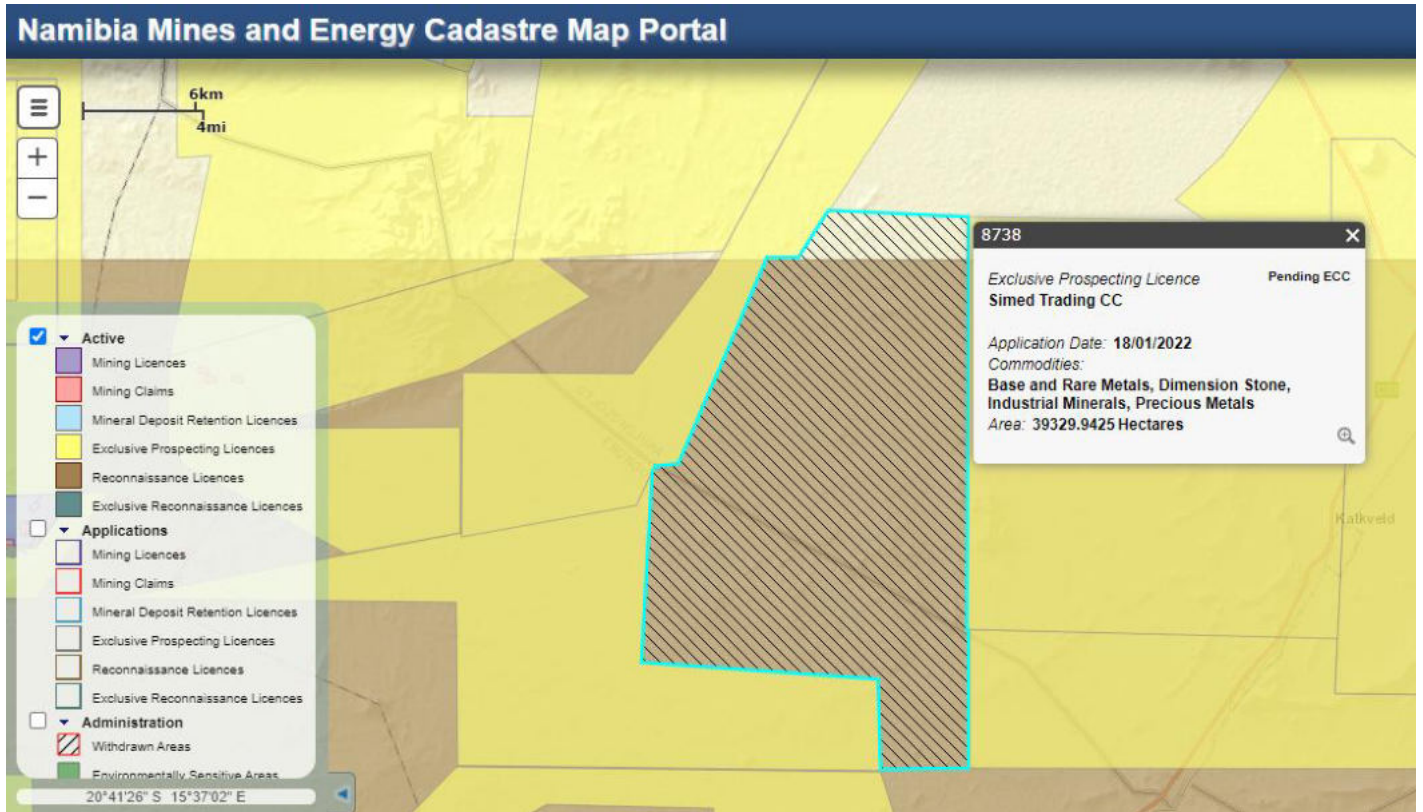 Namibia Mines and Energy Cadastre Map Portal
6km
4mi
+
−
8738
Exclusive Prospecting Licence
Pending ECC
Simed Trading CC
Application Date: 18/01/2022
Commodities:
Base and Rare Metals, Dimension Stone,
Industrial Minerals, Precious Metals
Area: 39329.9425 Hectares
Active
Mining Licences
Mining Claims
Mineral Deposit Retention Licences
Exclusive Prospecting Licences
Reconnaissance Licences
Exclusive Reconnaissance Licences
Applications
Mining Licences
Mining Claims
Mineral Deposit Retention Licences
Exclusive Prospecting Licences
Reconnaissance Licences
Exclusive Reconnaissance Licences
Administration
Withdrawn Areas
Environmentally Sensitive Areas
20°41'26" S 15°37'02" E
Kalkveld